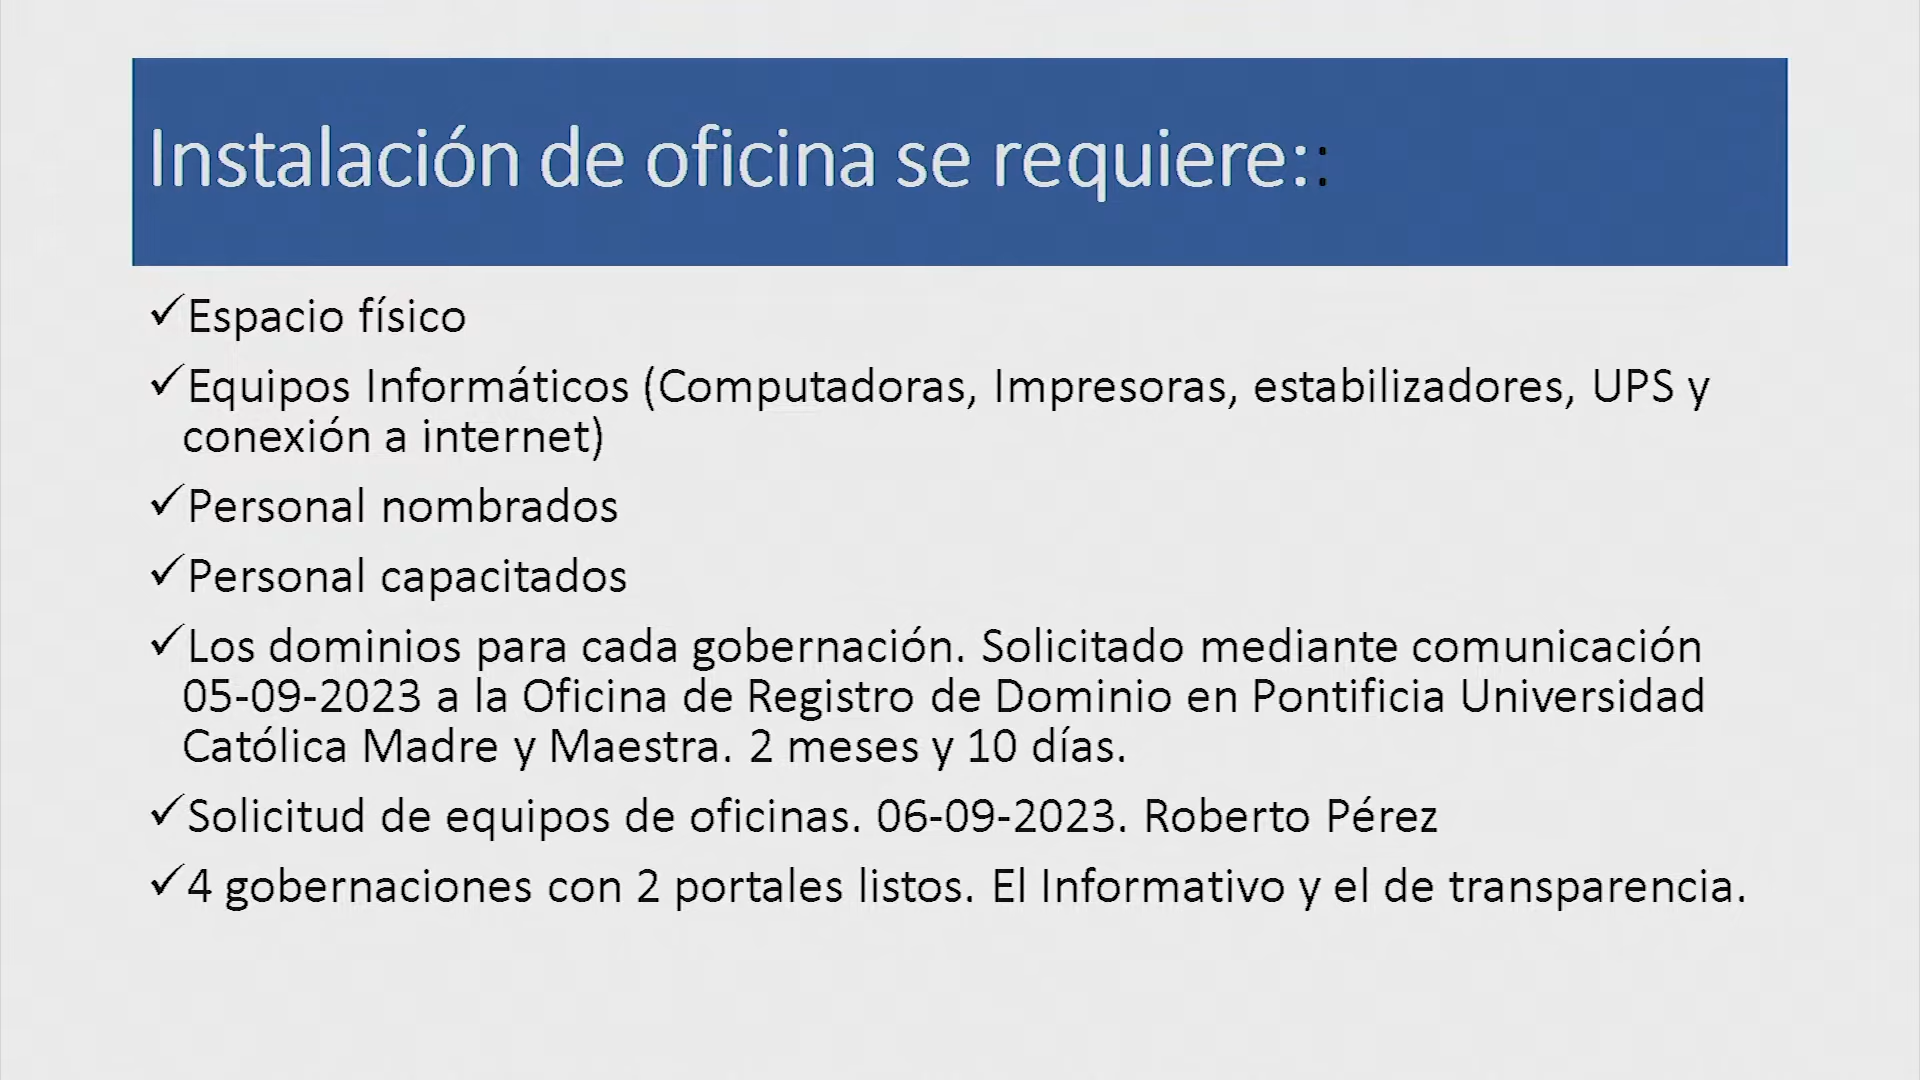 Instalación de oficina se requiere::
✓Espacio físico
✓Equipos Informáticos (Computadoras, Impresoras, estabilizadores, UPS y
conexión a internet)
✓Personal nombrados
✓Personal capacitados
✓Los dominios para cada gobernación. Solicitado mediante comunicación
05-09-2023 a la Oficina de Registro de Dominio en Pontificia Universidad
Católica Madre y Maestra. 2 meses y 10 días.
✓Solicitud de equipos de oficinas. 06-09-2023. Roberto Pérez
✓4 gobernaciones con 2 portales listos. El Informativo y el de transparencia.